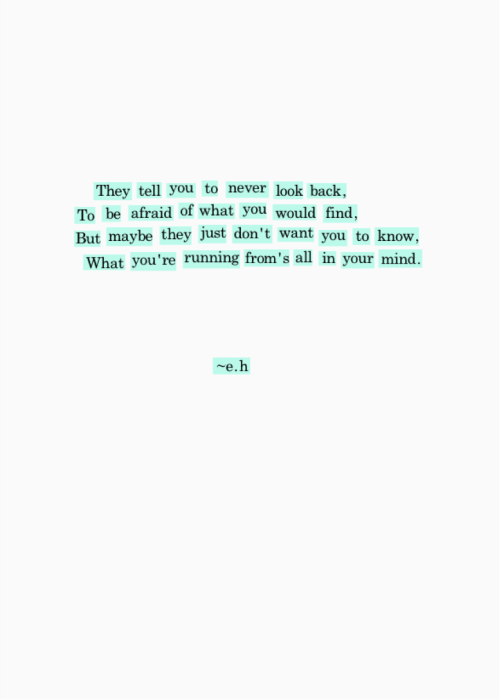 They tell you to never look back,
To be afraid of what you would find,
But maybe they just don't want you to know,
What you're running from's all in your mind.
~e.h